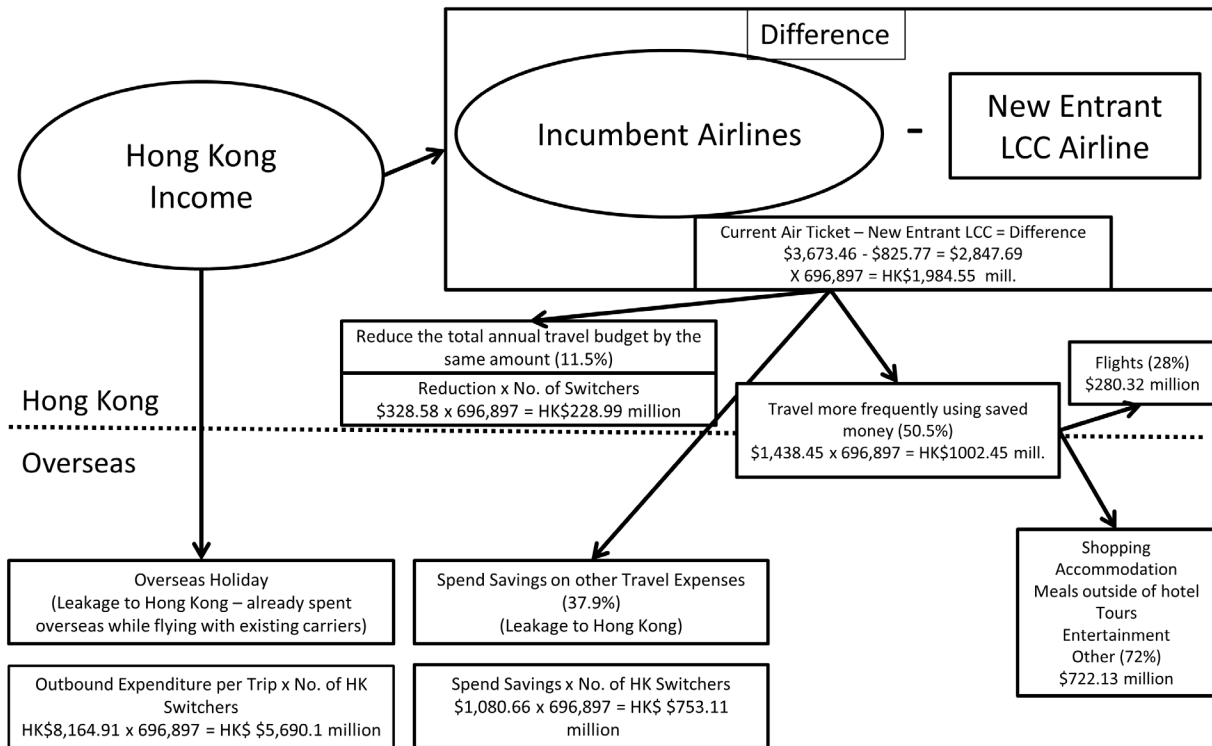 Difference
Hong Kong
Income
Incumbent Airlines
-
New Entrant
LCC Airline
Current Air Ticket – New Entrant LCC = Difference
$3,673.46 - $825.77 = $2,847.69
X 696,897 = HK$1,984.55 mill.
Reduce the total annual travel budget by the
same amount (11.5%)
Reduction x No. of Switchers
$328.58 x 696,897 = HK$228.99 million
Flights (28%)
$280.32 million
Travel more frequently using saved
money (50.5%)
$1,438.45 x 696,897 = HK$1002.45 mill.
Hong Kong
Overseas
Overseas Holiday
(Leakage to Hong Kong – already spent
overseas while flying with existing carriers)
Outbound Expenditure per Trip x No. of HK
Switchers
HK$8,164.91 x 696,897 = HK$ $5,690.1 million
Spend Savings on other Travel Expenses
(37.9%)
(Leakage to Hong Kong)
Spend Savings x No. of HK Switchers
$1,080.66 x 696,897 = HK$ $753.11
million
Shopping
Accommodation
Meals outside of hotel
Tours
Entertainment
Other (72%)
$722.13 million